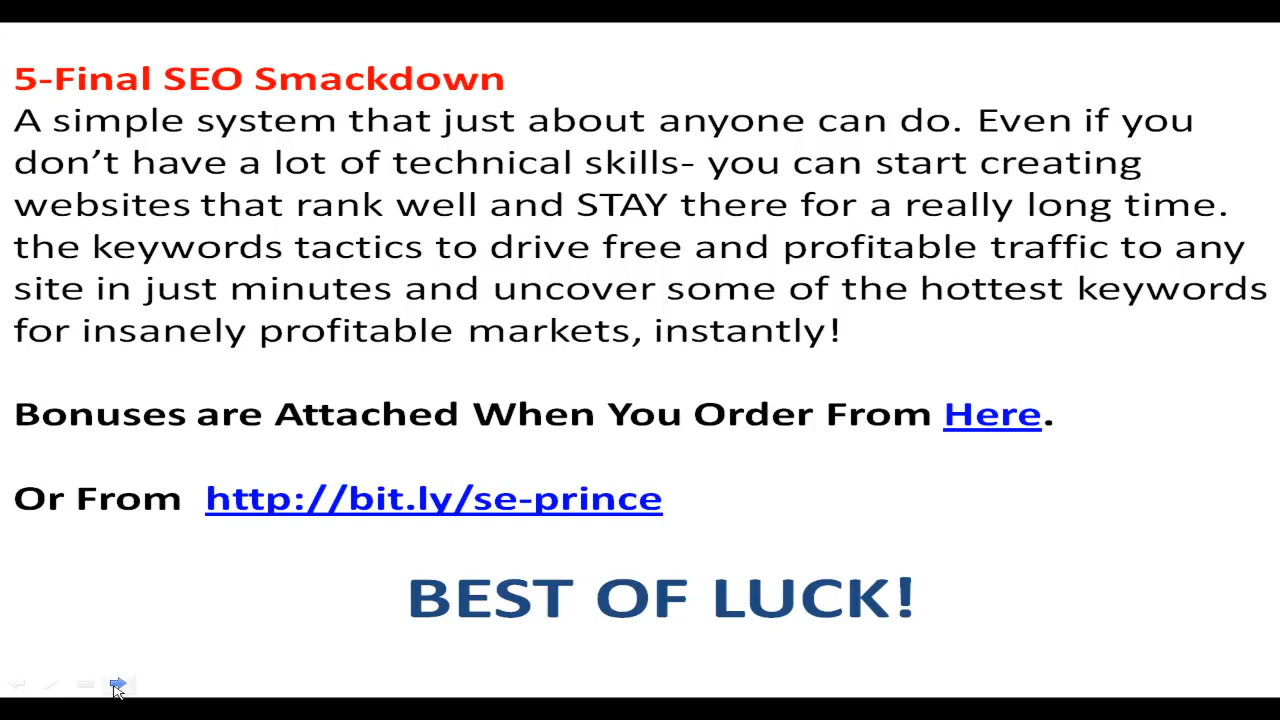 5-Final SEO Smackdown
A simple system that just about anyone can do. Even if you
don’t have a lot of technical skills- you can start creating
websites that rank well and STAY there for a really long time.
the keywords tactics to drive free and profitable traffic to any
site in just minutes and uncover some of the hottest keywords
for insanely profitable markets, instantly!
Bonuses are Attached When You Order From Here.
Or From http://bit.ly/se-prince
BEST OF LUCK!